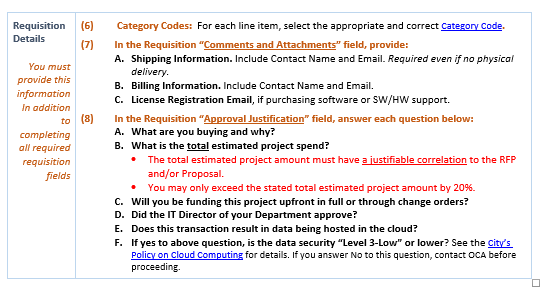 Requisition Details
You must
provide this
information
In addition
to
completing
all required
requisition
fields
(6) Category Codes: For each line item, select the appropriate and correct Category Code.
(7) In the Requisition "Comments and Attachments" field, provide:
A. Shipping Information. Include Contact Name and Email. Required even if no physical
delivery.
B. Billing Information. Include Contact Name and Email.
C. License Registration Email, if purchasing software or SW/HW support.
(8) In the Requisition "Approval Justification" field, answer each question below:
A. What are you buying and why?
B. What is the total estimated project spend?
• The total estimated project amount must have a justifiable correlation to the RFP
and/or Proposal.
• You may only exceed the stated total estimated project amount by 20%.
C. Will you be funding this project upfront in full or through change orders?
D. Did the IT Director of your Department approve?
E. Does this transaction result in data being hosted in the cloud?
F. If yes to above question, is the data security "Level 3-Low" or lower? See the City's
Policy on Cloud Computing for details. If you answer No to this question, contact OCA before
proceeding.